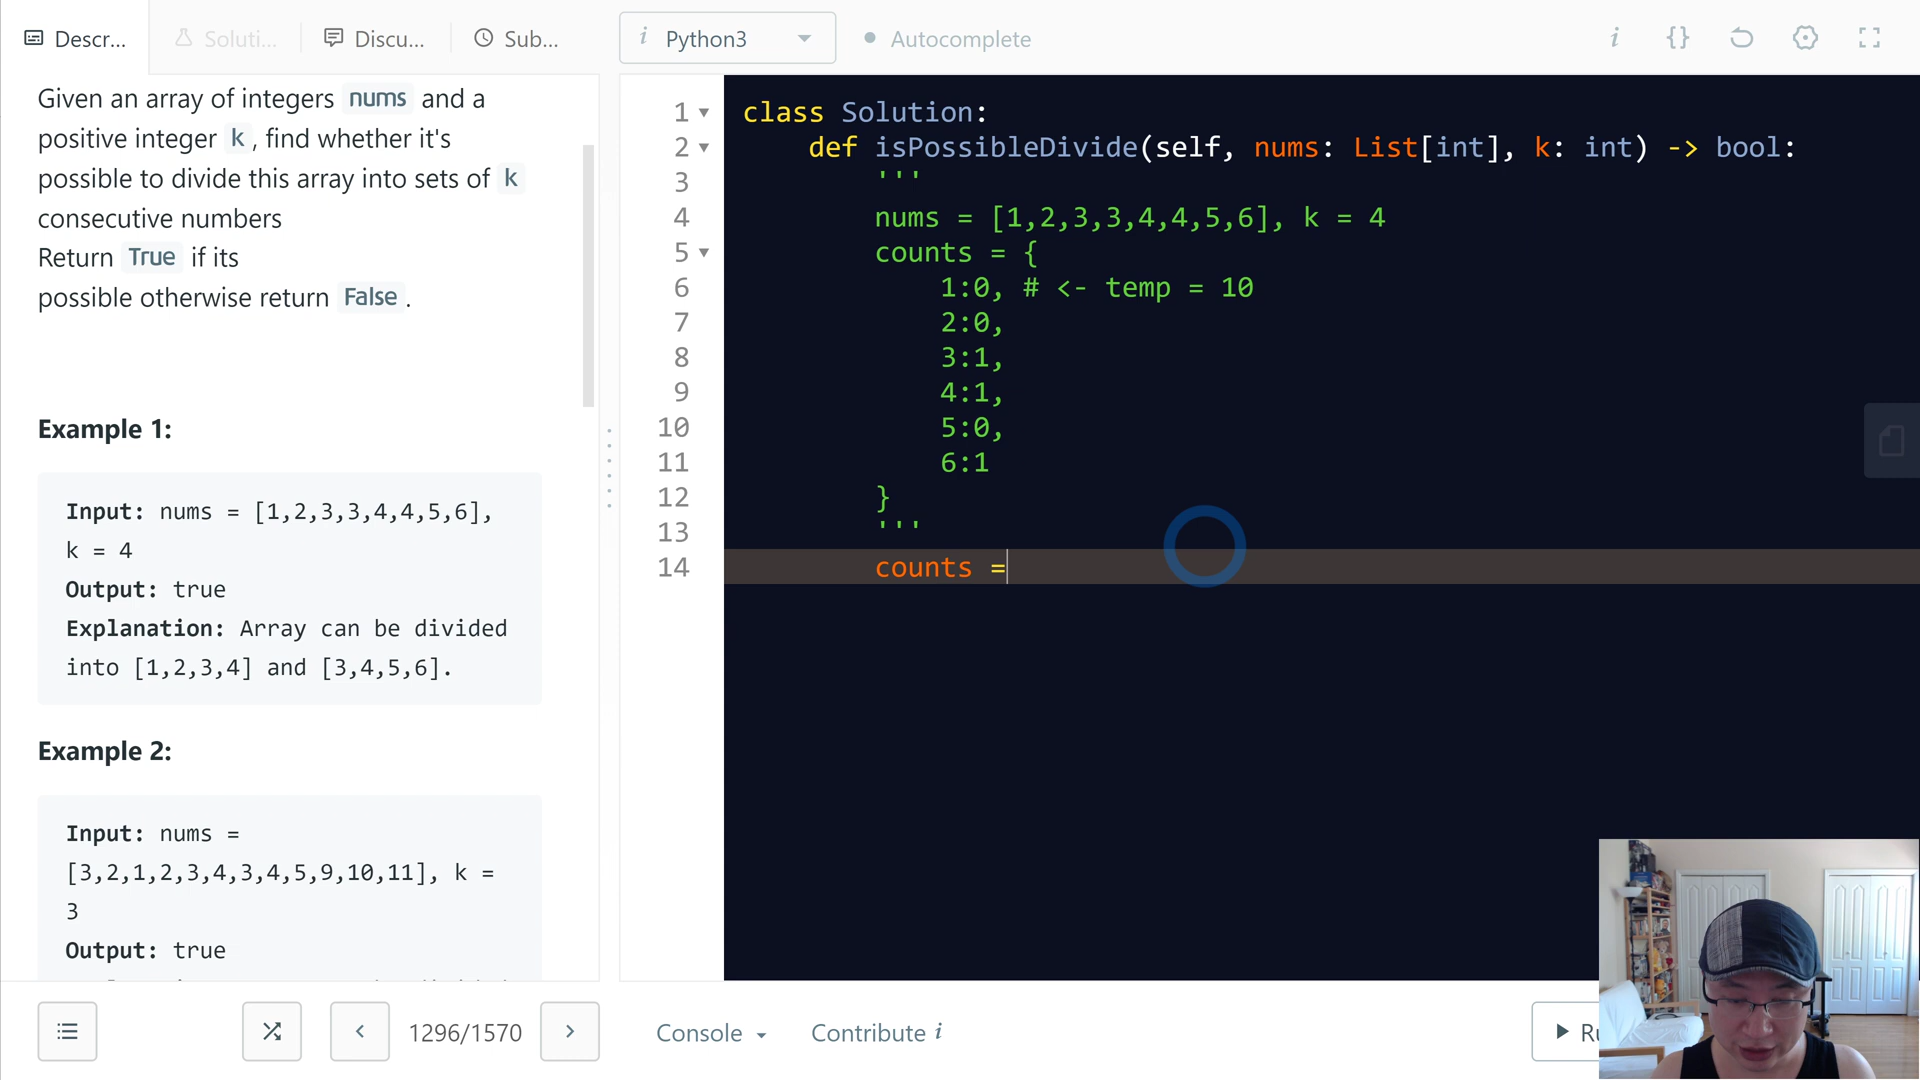 Descr...
Soluti...
Discu...
Sub...
i Python3
Autocomplete
i {}
Given an array of integers nums and a
positive integer k, find whether it's
possible to divide this array into sets of k
consecutive numbers
Return True if its
possible otherwise return False.
Example 1:
Input: nums = [1,2,3,3,4,4,5,6],
k = 4
Output: true
Explanation: Array can be divided
into [1,2,3,4] and [3,4,5,6].
Example 2:
Input: nums =
[3,2,1,2,3,4,3,4,5,9,10,11], k =
3
Output: true
1 class Solution:
2 def isPossibleDivide(self, nums: List[int], k: int) -> bool:
3 '''
4 nums = [1,2,3,3,4,4,5,6], k = 4
5 counts = {
6 1:0, # <- temp = 10
7 2:0,
8 3:1,
9 4:1,
10 5:0,
11 6:1
12 }
13 '''
14 counts =
1296/1570
Console
Contribute i
Ru